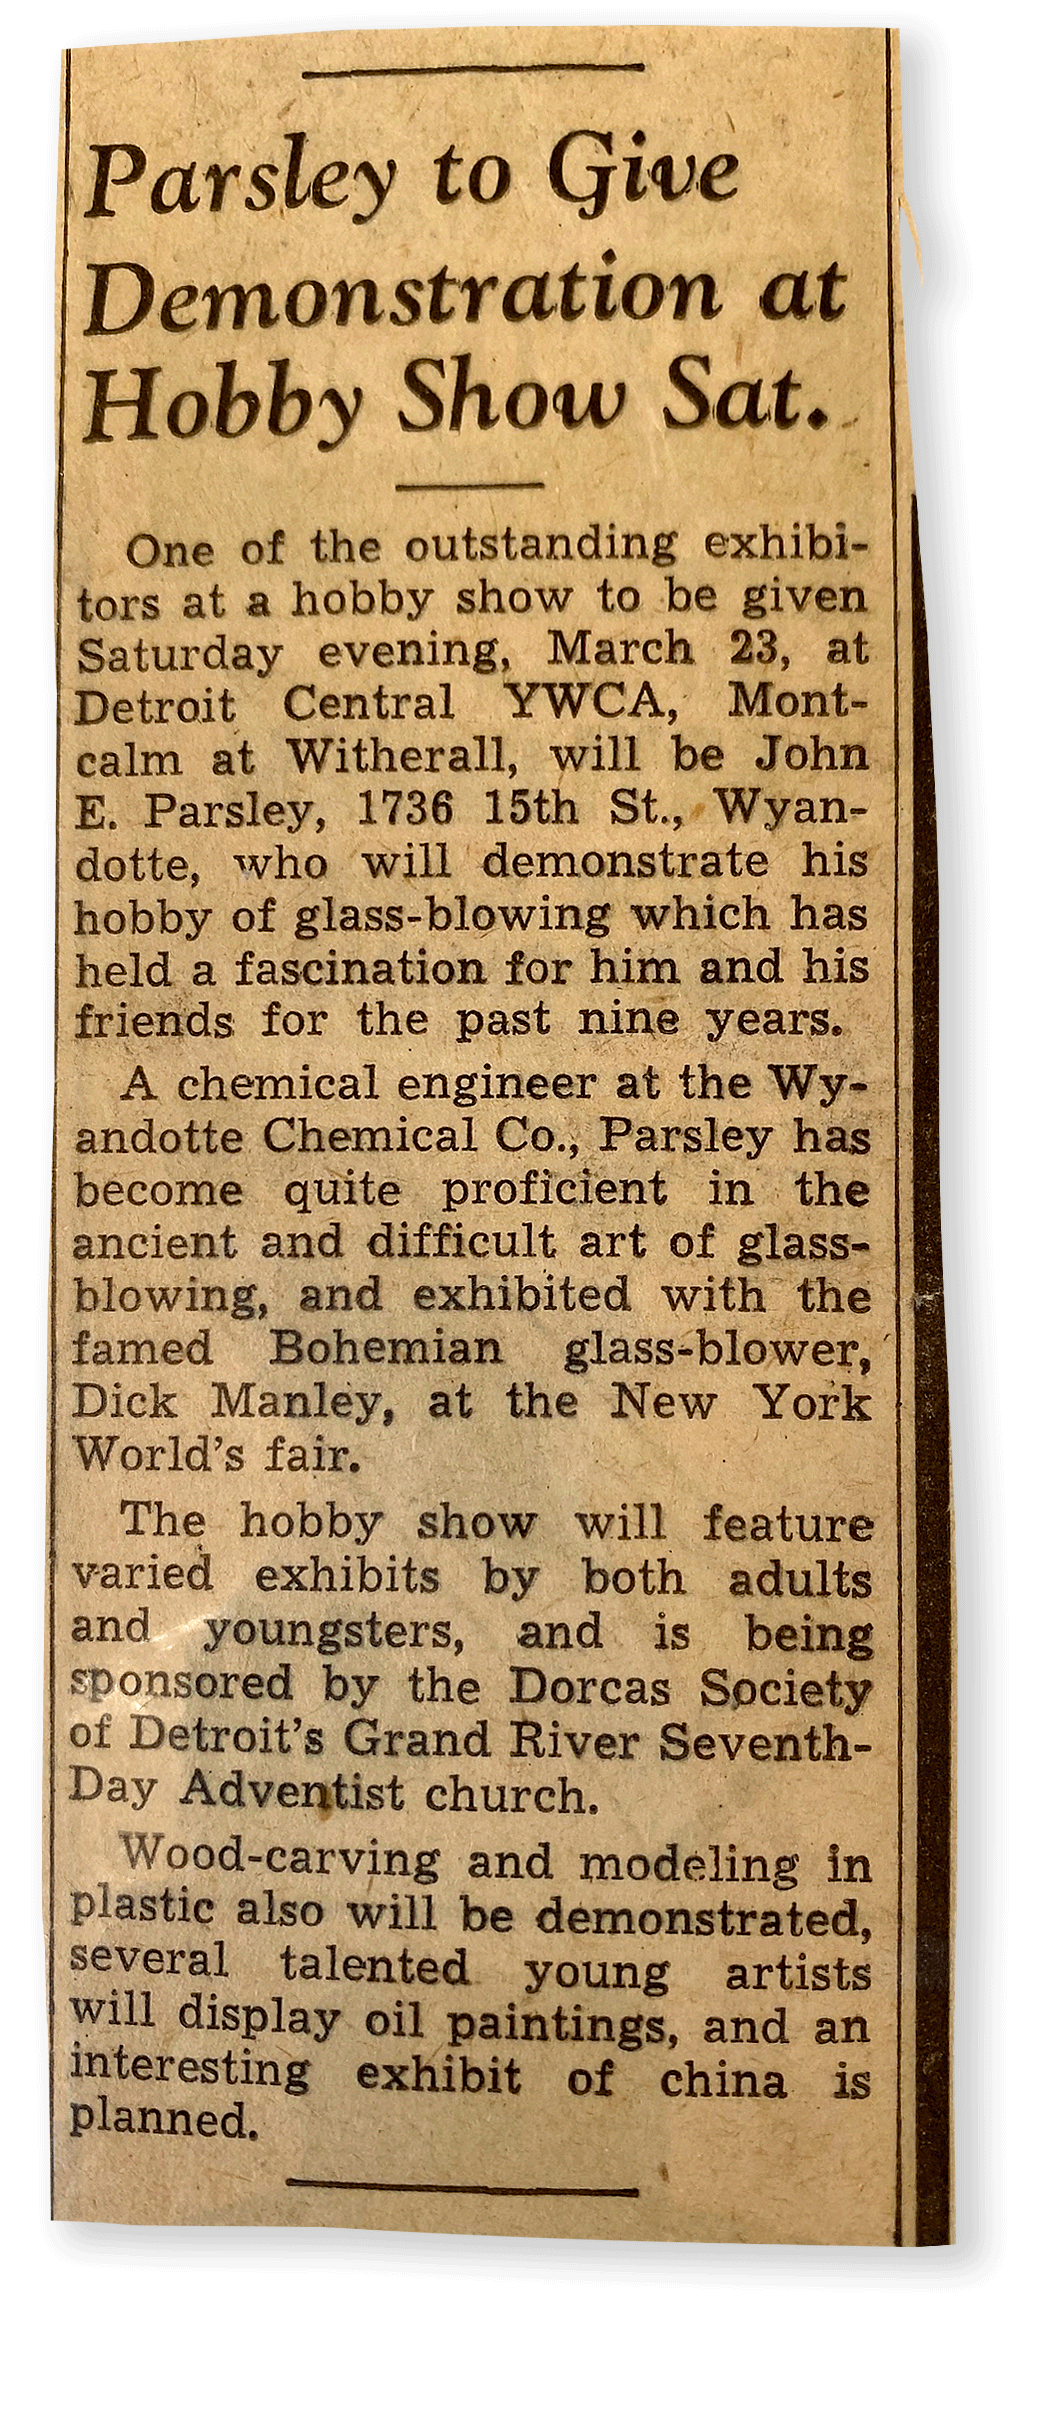 Parsley to Give
Demonstration at
Hobby Show Sat.
One of the outstanding exhibi-
tors at a hobby show to be given
Saturday evening, March 23, at
Detroit Central YWCA, Mont-
calm at Witherall, will be John
E. Parsley, 1736 15th St., Wyan-
dotte, who will demonstrate his
hobby of glass-blowing which has
held a fascination for him and his
friends for the past nine years.
A chemical engineer at the Wy-
andotte Chemical Co., Parsley has
become quite proficient in the
ancient and difficult art of glass-
blowing, and exhibited with the
famed Bohemian glass-blower,
Dick Manley, at the New York
World's fair.
The hobby show will feature
varied exhibits by both adults
and youngsters, and is being
sponsored by the Dorcas Society
of Detroit's Grand River Seventh-
Day Adventist church.
Wood-carving and modeling in
plastic also will be demonstrated,
several talented young artists
will display oil paintings, and an
interesting exhibit of china is
planned.